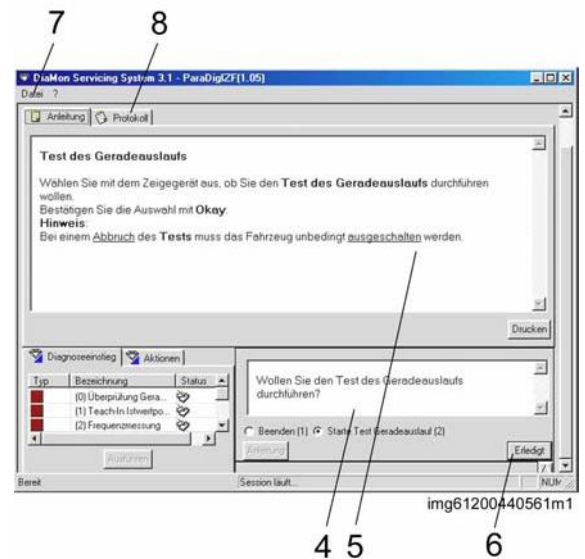 7 8
DiaMon Servicing System 3.1 - ParaDigIZF[1.05]
Datei ?
Anleitung Protokoll
Test des Geradeauslaufs
Wählen Sie mit dem Zeigegerät aus, ob Sie den Test des Geradeauslaufs durchführen
wollen.
Bestätigen Sie die Auswahl mit Okay.
Hinweis:
Bei einem Abbruch des Tests muss das Fahrzeug unbedingt ausgeschalten werden.
Drucken
Diagnoseeinstieg Aktionen
Typ Bezeichnung Status
(0) Überprüfung Gera...
(1) Teach-In Istwertpo...
(2) Frequenzmessung
Ausführen
Wollen Sie den Test des Geradeauslaufs
durchführen?
Beenden (1) Starte Test Geradeauslauf (2)
Anleitung Erledigt
Bereit Session läuft... NUM
img61200440561m1
4 5 6